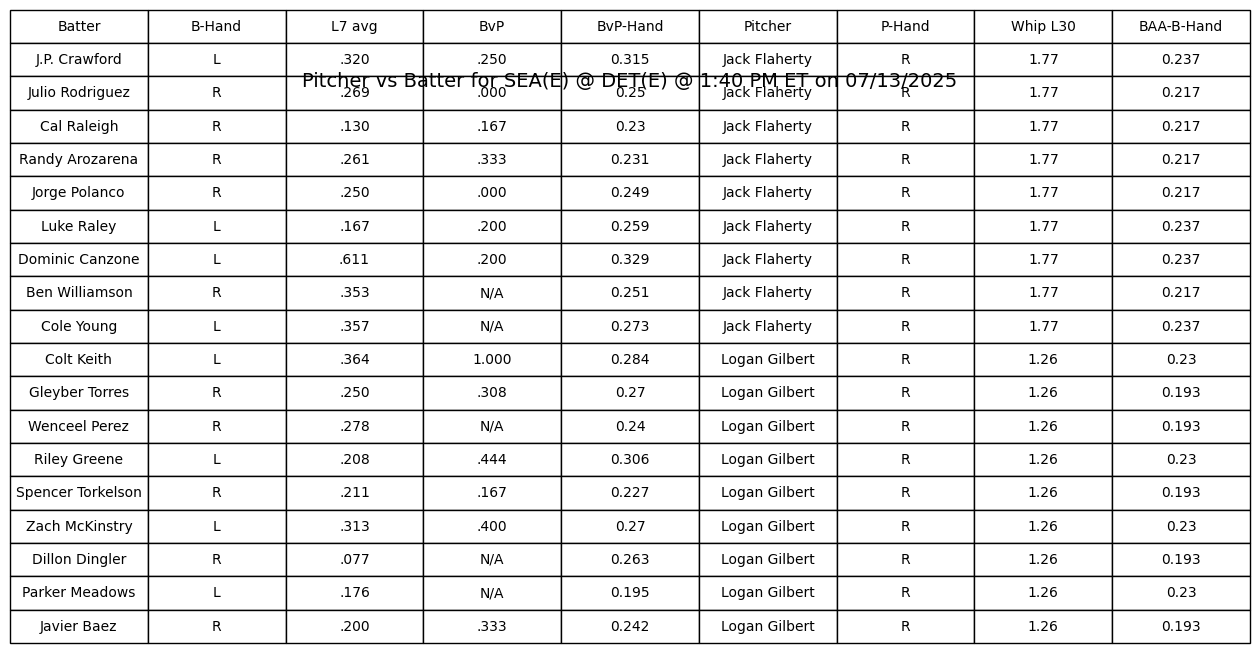 Batter B-Hand L7 avg BvP BvP-Hand Pitcher P-Hand Whip L30 BAA-B-Hand
J.P. Crawford L .320 .250 0.315 Jack Flaherty R 1.77 0.237
Pitcher vs Batter for SEA(E) @ DET(E) @ 1:40 PM ET on 07/13/2025
Julio Rodriguez R .269 .000 0.25 Jack Flaherty R 1.77 0.217
Cal Raleigh R .130 .167 0.23 Jack Flaherty R 1.77 0.217
Randy Arozarena R .261 .333 0.231 Jack Flaherty R 1.77 0.217
Jorge Polanco R .250 .000 0.249 Jack Flaherty R 1.77 0.217
Luke Raley L .167 .200 0.259 Jack Flaherty R 1.77 0.237
Dominic Canzone L .611 .200 0.329 Jack Flaherty R 1.77 0.237
Ben Williamson R .353 N/A 0.251 Jack Flaherty R 1.77 0.217
Cole Young L .357 N/A 0.273 Jack Flaherty R 1.77 0.237
Colt Keith L .364 1.000 0.284 Logan Gilbert R 1.26 0.23
Gleyber Torres R .250 .308 0.27 Logan Gilbert R 1.26 0.193
Wenceel Perez R .278 N/A 0.24 Logan Gilbert R 1.26 0.193
Riley Greene L .208 .444 0.306 Logan Gilbert R 1.26 0.23
Spencer Torkelson R .211 .167 0.227 Logan Gilbert R 1.26 0.193
Zach McKinstry L .313 .400 0.27 Logan Gilbert R 1.26 0.23
Dillon Dingler R .077 N/A 0.263 Logan Gilbert R 1.26 0.193
Parker Meadows L .176 N/A 0.195 Logan Gilbert R 1.26 0.23
Javier Baez R .200 .333 0.242 Logan Gilbert R 1.26 0.193